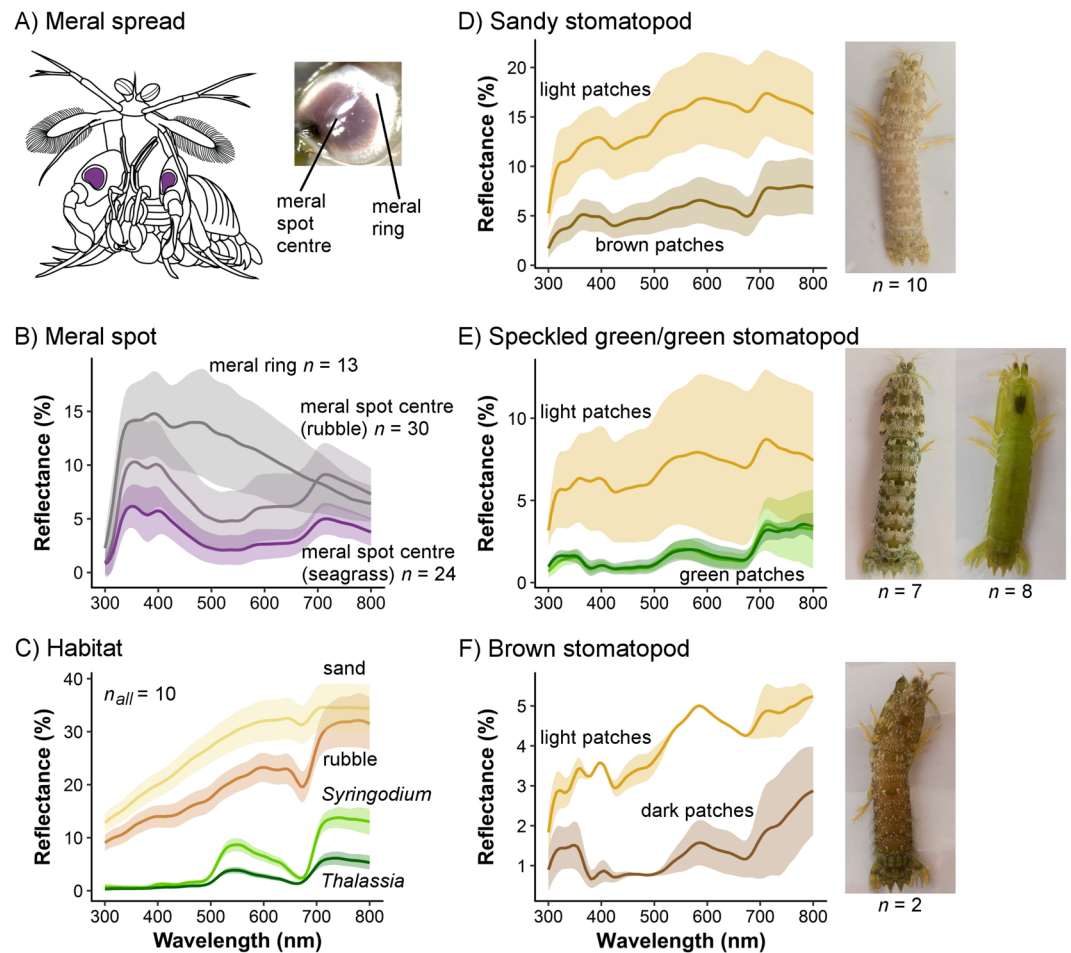 A) Meral spread
meral
spot
centre
meral
ring
B) Meral spot
Reflectance (%)
15
10
5
0
300 400 500 600 700 800
meral ring n = 13
meral spot centre
(rubble) n = 30
meral spot centre
(seagrass) n = 24
C) Habitat
Reflectance (%)
40
30
20
10
0
300 400 500 600 700 800
Wavelength (nm)
nall = 10
sand
rubble
Syringodium
Thalassia
D) Sandy stomatopod
Reflectance (%)
20
15
10
5
0
300 400 500 600 700 800
light patches
brown patches
n = 10
E) Speckled green/green stomatopod
Reflectance (%)
10
5
0
300 400 500 600 700 800
light patches
green patches
n = 7
n = 8
F) Brown stomatopod
Reflectance (%)
5
4
3
2
1
300 400 500 600 700 800
Wavelength (nm)
light patches
dark patches
n = 2